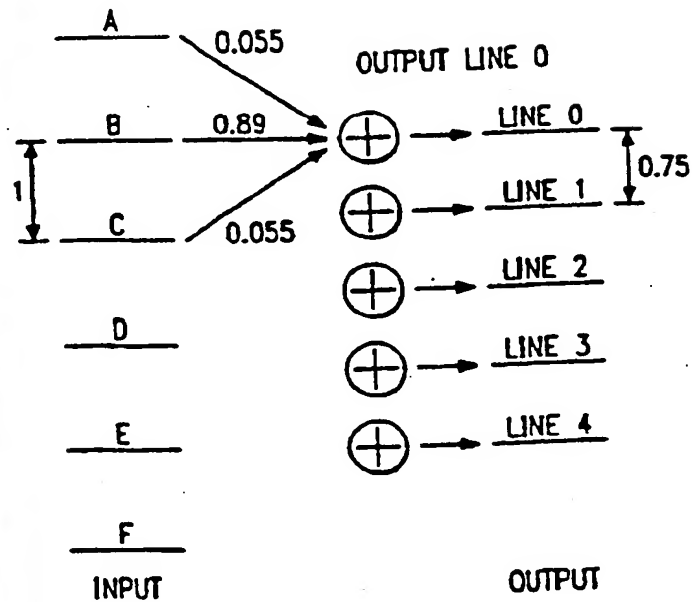 A
0.055
OUTPUT LINE 0
B
0.89
LINE 0
1
0.75
C
0.055
LINE 1
LINE 2
D
LINE 3
E
LINE 4
F
INPUT
OUTPUT